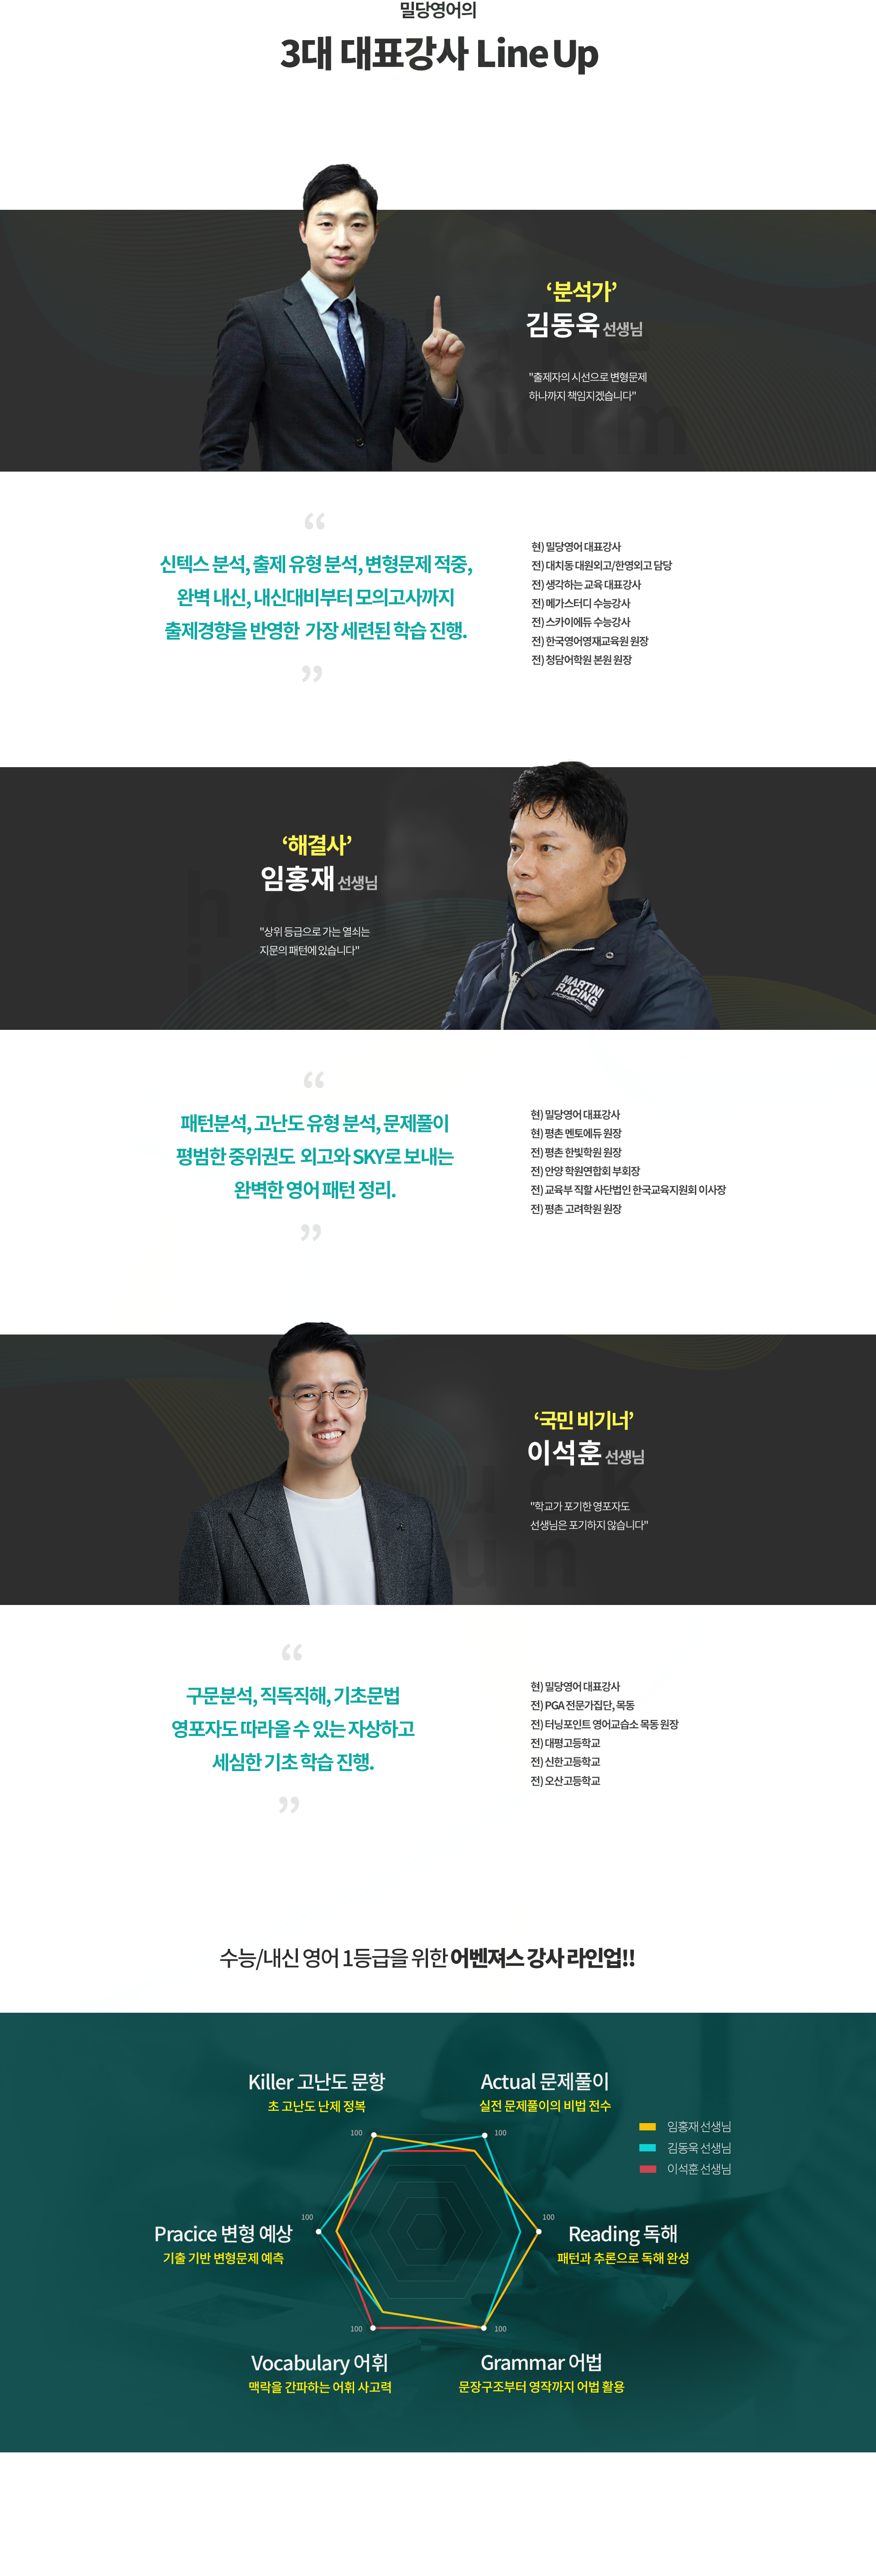 밀당영어의
3대 대표강사 Line Up
‘분석가’
김동욱 선생님
"출제자의 시선으로 변형문제
하나까지 책임지겠습니다"
“
신텍스 분석, 출제 유형 분석, 변형문제 적중,
완벽 내신, 내신대비부터 모의고사까지
출제경향을 반영한 가장 세련된 학습 진행.
”
현) 밀당영어 대표강사
전) 대치동 대원외고/한영외고 담당
전) 생각하는 교육 대표강사
전) 메가스터디 수능강사
전) 스카이에듀 수능강사
전) 한국영어영재교육원 원장
전) 청담어학원 본원 원장
‘해결사’
임홍재 선생님
"상위 등급으로 가는 열쇠는
지문의 패턴에 있습니다"
MARTINI
RACING
PORSCHE
“
패턴분석, 고난도 유형 분석, 문제풀이
평범한 중위권도 외고와 SKY로 보내는
완벽한 영어 패턴 정리.
”
현) 밀당영어 대표강사
현) 평촌 멘토에듀 원장
전) 평촌 한빛학원 원장
전) 안양 학원연합회 부회장
전) 교육부 직할 사단법인 한국교육지원회 이사장
전) 평촌 고려학원 원장
‘국민 비기너’
이석훈 선생님
"학교가 포기한 영포자도
선생님은 포기하지 않습니다"
“
구문분석, 직독직해, 기초문법
영포자도 따라올 수 있는 자상하고
세심한 기초 학습 진행.
”
현) 밀당영어 대표강사
전) PGA 전문가집단, 목동
전) 터닝포인트 영어교습소 목동 원장
전) 대평고등학교
전) 신한고등학교
전) 오산고등학교
수능/내신 영어 1등급을 위한 어벤져스 강사 라인업!!
Killer 고난도 문항
초 고난도 난제 정복
Actual 문제풀이
실전 문제풀이의 비법 전수
임홍재 선생님
김동욱 선생님
이석훈 선생님
100
100
100
100
Pracice 변형 예상
기출 기반 변형문제 예측
Reading 독해
패턴과 추론으로 독해 완성
100
100
Vocabulary 어휘
맥락을 간파하는 어휘 사고력
Grammar 어법
문장구조부터 영작까지 어법 활용